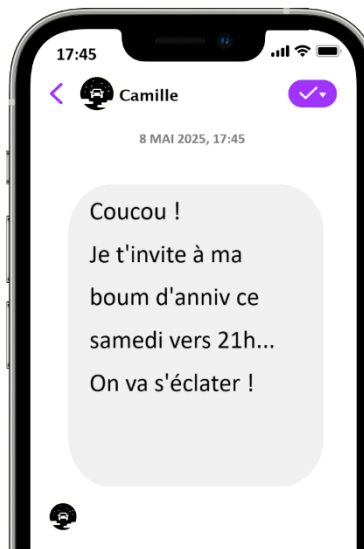 17:45
Camille
8 MAI 2025, 17:45
Coucou !
Je t'invite à ma
boum d'anniv ce
samedi vers 21h...
On va s'éclater !